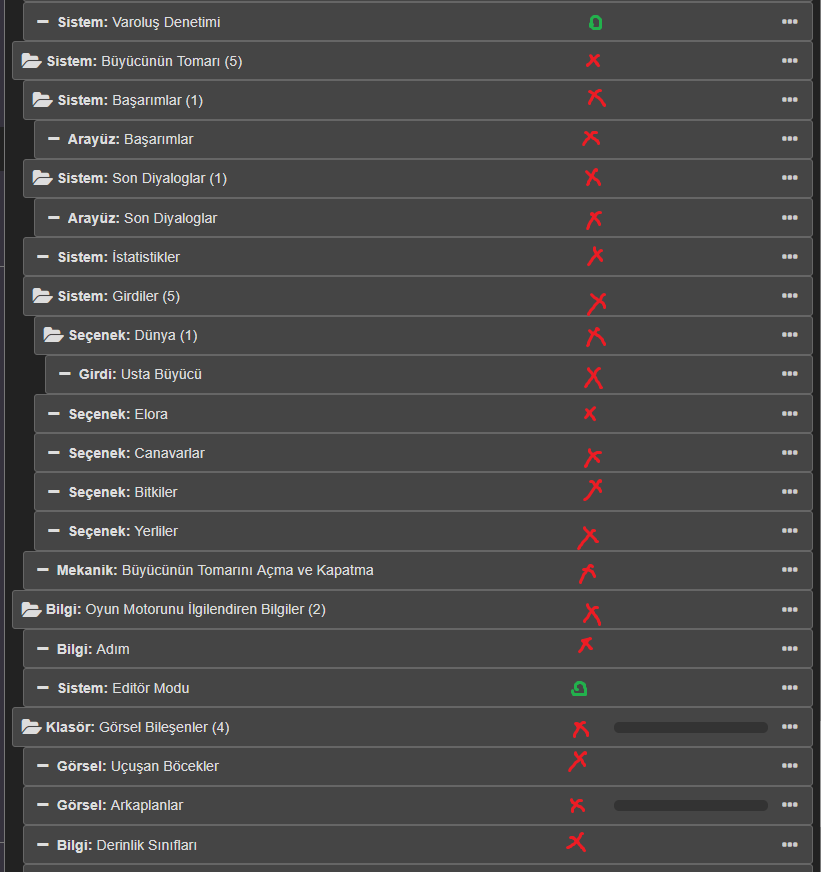 Sistem: Varoluş Denetimi
Sistem: Büyücünün Tomarı (5)
Sistem: Başarımlar (1)
Arayüz: Başarımlar
Sistem: Son Diyaloglar (1)
Arayüz: Son Diyaloglar
Sistem: İstatistikler
Sistem: Girdiler (5)
Seçenek: Dünya (1)
Girdi: Usta Büyücü
Seçenek: Elora
Seçenek: Canavarlar
Seçenek: Bitkiler
Seçenek: Yerliler
Mekanik: Büyücünün Tomarını Açma ve Kapatma
Bilgi: Oyun Motorunu İlgilendiren Bilgiler (2)
Bilgi: Adım
Sistem: Editör Modu
Klasör: Görsel Bileşenler (4)
Görsel: Uçuşan Böcekler
Görsel: Arkaplanlar
Bilgi: Derinlik Sınıfları